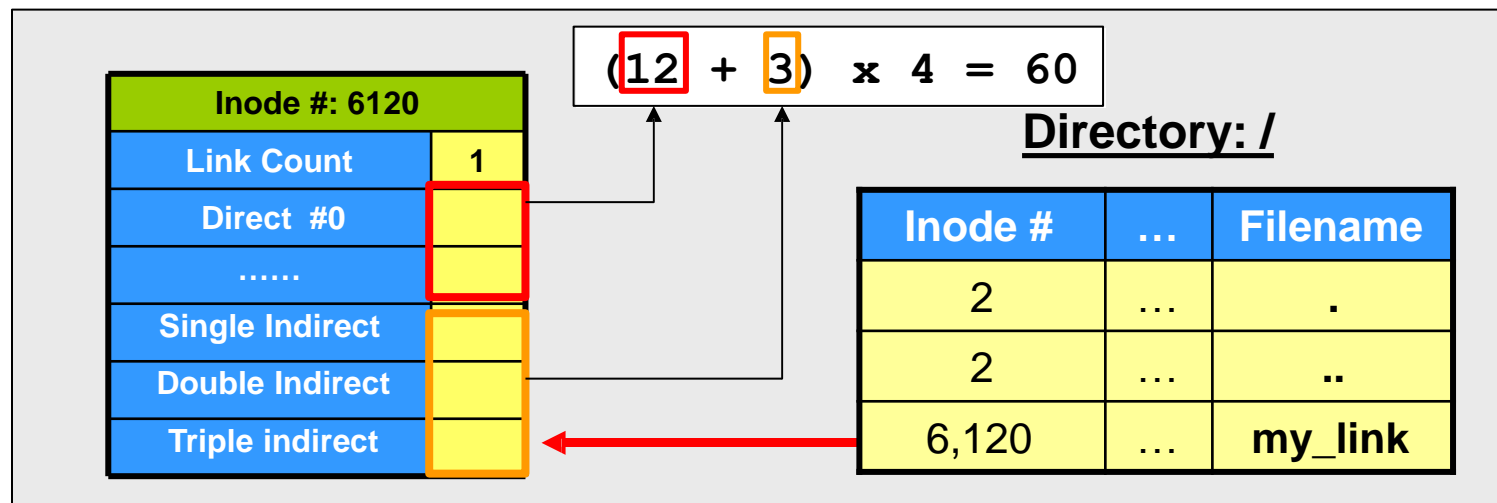 (12 + 3) x 4 = 60
Inode #: 6120
Link Count 1
Direct #0
……
Single Indirect
Double Indirect
Triple indirect
Directory: /
Inode # … Filename
2 … .
2 … ..
6,120 … my_link